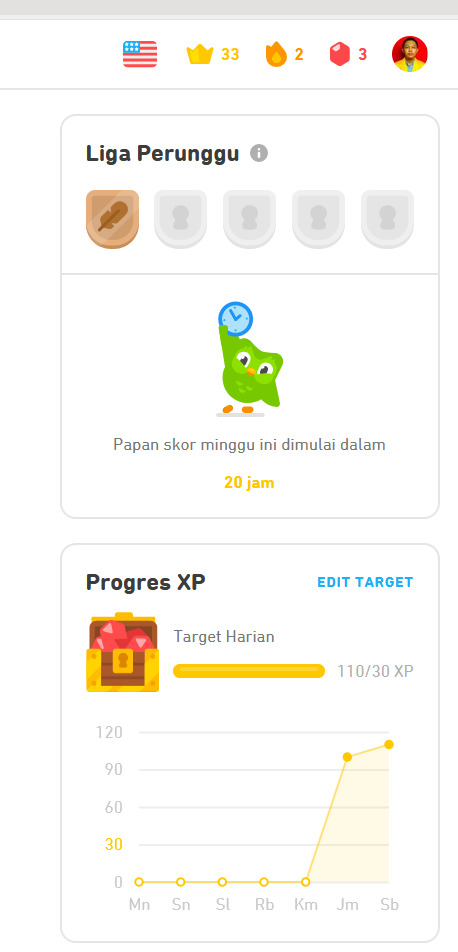 33 2 3
Liga Perunggu
Papan skor minggu ini dimulai dalam
20 jam
Progres XP EDIT TARGET
Target Harian
110/30 XP
120
90
60
30
0
Mn Sn Sl Rb Km Jm Sb